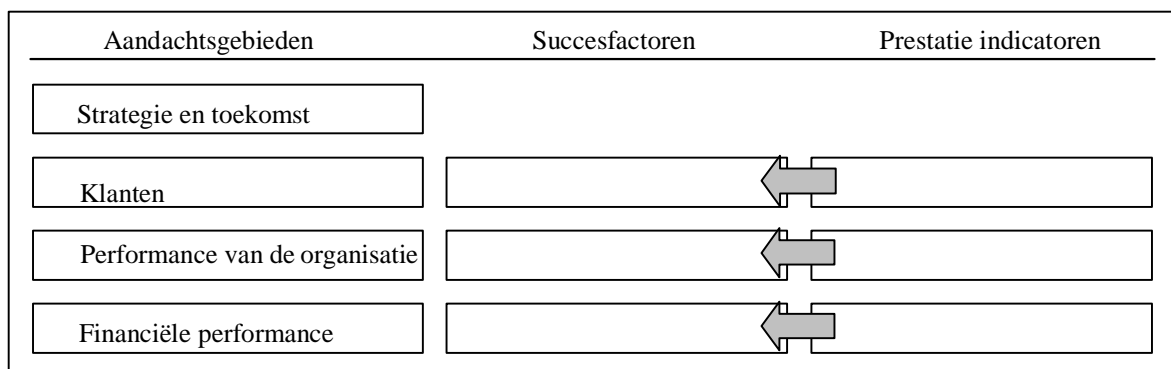 Aandachtsgebieden Succesfactoren Prestatie indicatoren
Strategie en toekomst
Klanten
Performance van de organisatie
Financiële performance